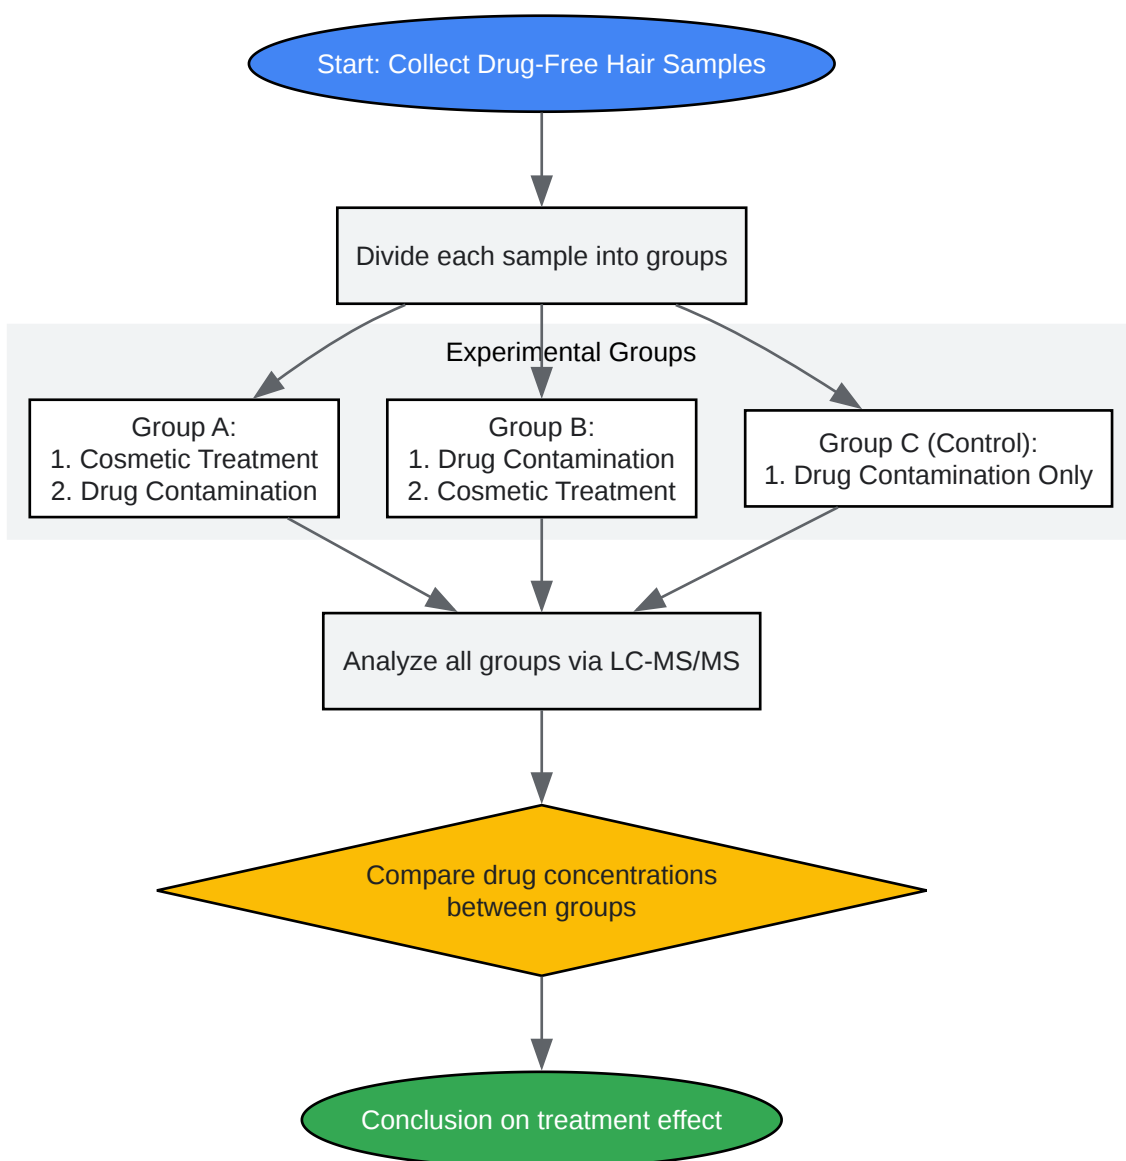 Start: Collect Drug-Free Hair Samples
Divide each sample into groups
Experimental Groups
Group A:
1. Cosmetic Treatment
2. Drug Contamination
Group B:
1. Drug Contamination
2. Cosmetic Treatment
Group C (Control):
1. Drug Contamination Only
Analyze all groups via LC-MS/MS
Compare drug concentrations
between groups
Conclusion on treatment effect